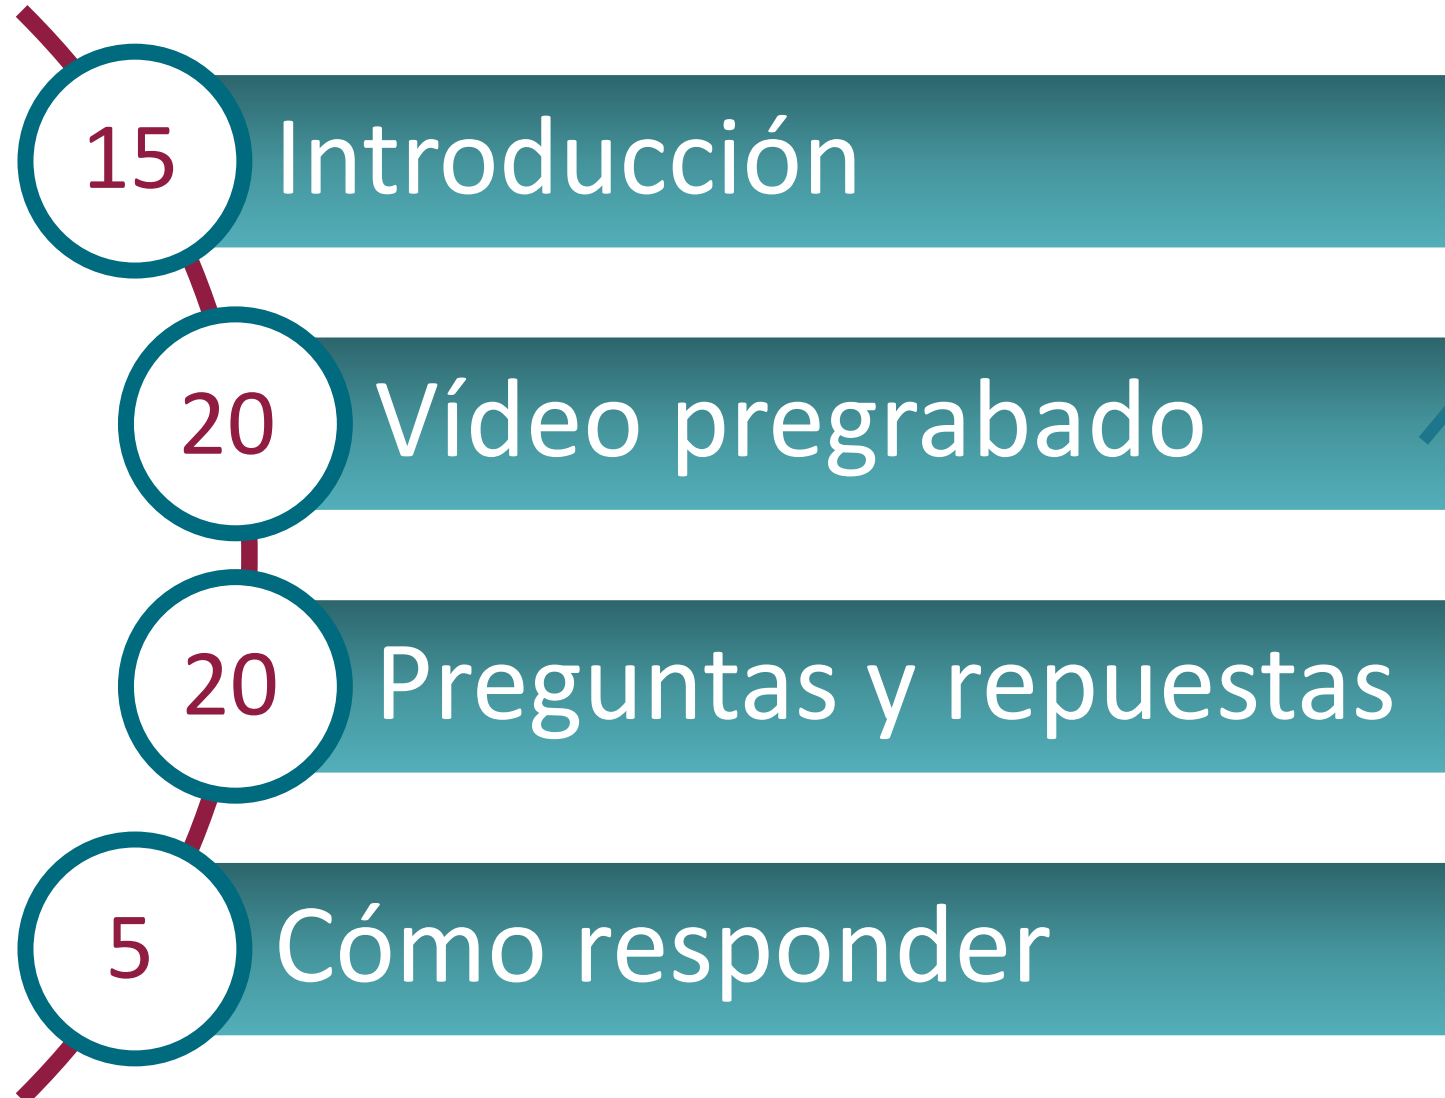 15
Introducción
20
Vídeo pregrabado
20
Preguntas y repuestas
5
Cómo responder